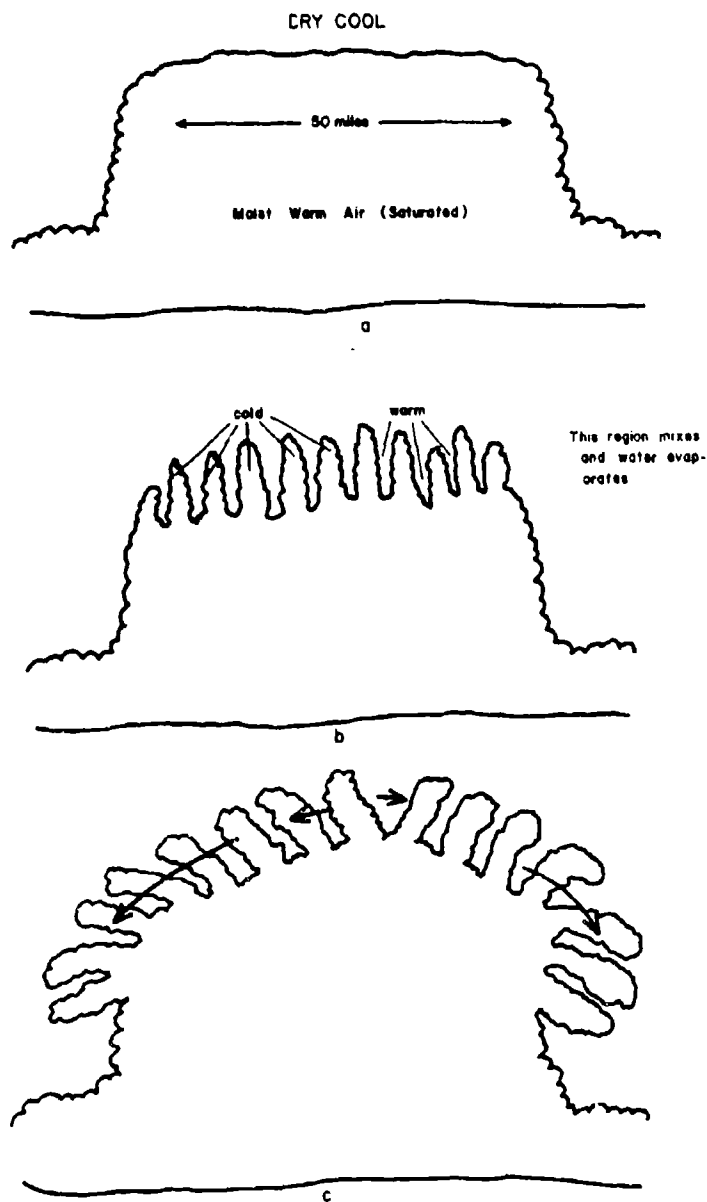 DRY COOL
50 miles
Moist Warm Air (Saturated)
a
cold
warm
This region mixes
and water evap-
orates
b
c